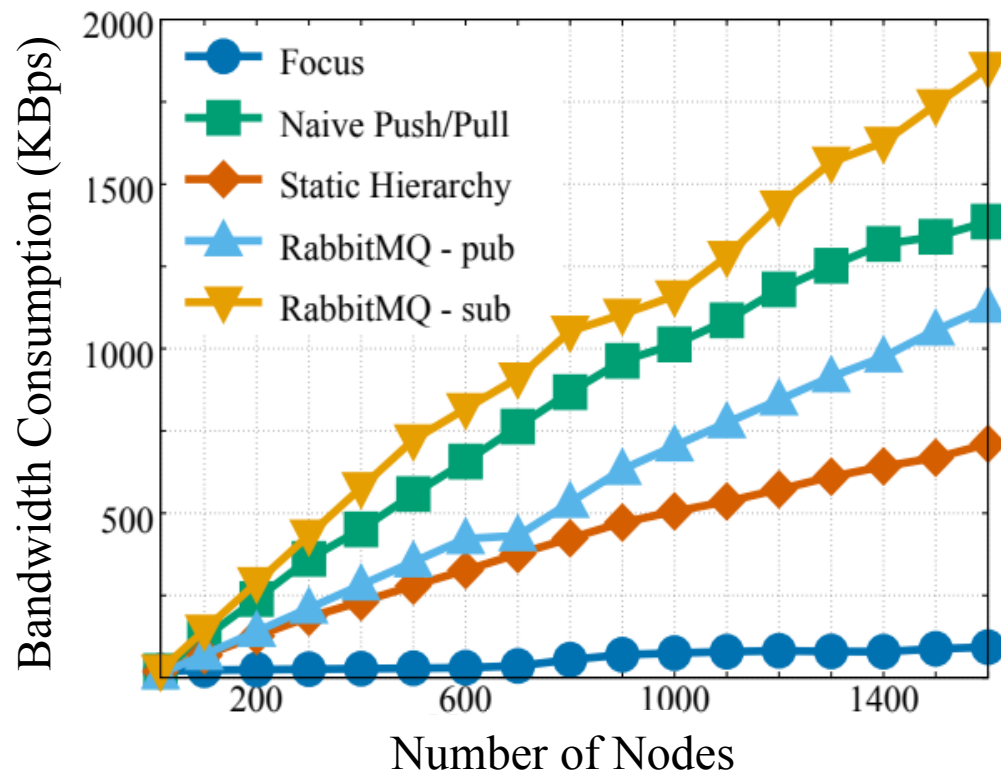 Bandwidth Consumption (KBps)
2000
1500
1000
500
Focus
Naive Push/Pull
Static Hierarchy
RabbitMQ - pub
RabbitMQ - sub
200 600 1000 1400
Number of Nodes